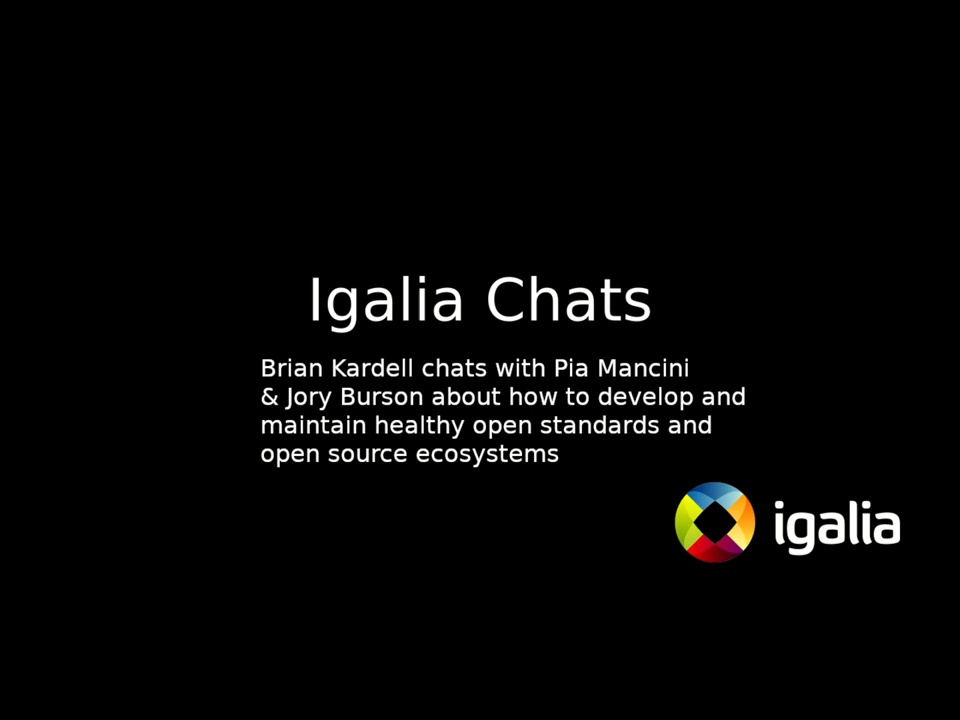 Igalia Chats
Brian Kardell chats with Pia Mancini
& Jory Burson about how to develop and
maintain healthy open standards and
open source ecosystems
igalia